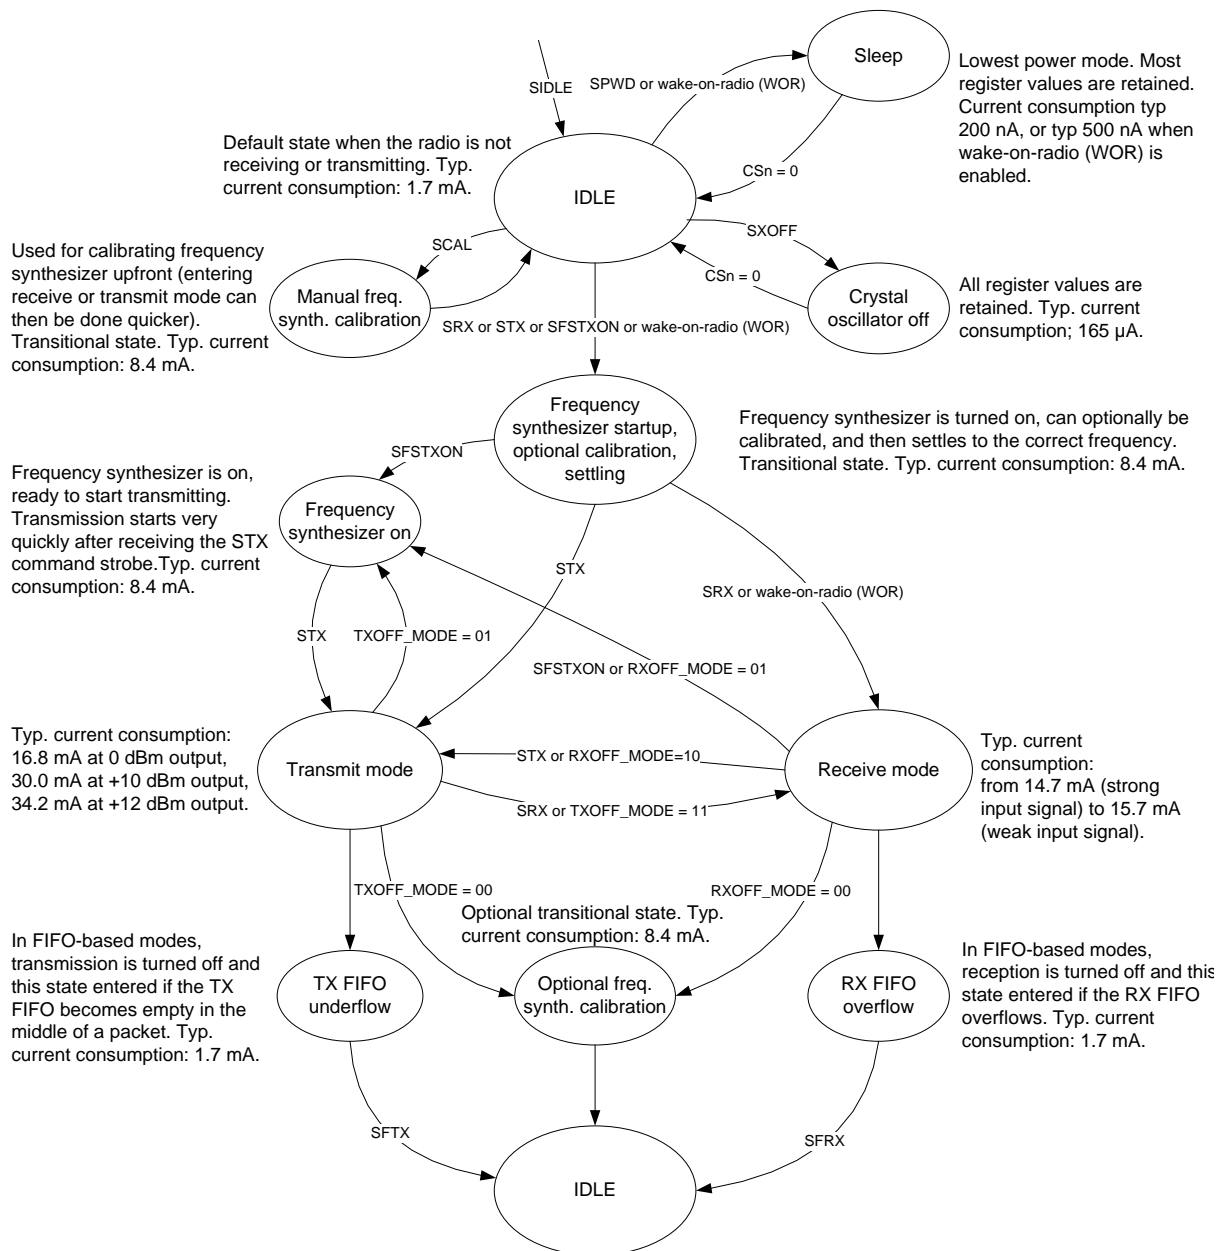 Sleep
Lowest power mode. Most
register values are retained.
Current consumption typ
200 nA, or typ 500 nA when
wake-on-radio (WOR) is
enabled.
SIDLE
SPWD or wake-on-radio (WOR)
CSn = 0
Default state when the radio is not
receiving or transmitting. Typ.
current consumption: 1.7 mA.
IDLE
SCAL
SXOFF
CSn = 0
Used for calibrating frequency
synthesizer upfront (entering
receive or transmit mode can
then be done quicker).
Transitional state. Typ. current
consumption: 8.4 mA.
Manual freq.
synth. calibration
Crystal
oscillator off
All register values are
retained. Typ. current
consumption; 165 µA.
SRX or STX or SFSTXON or wake-on-radio (WOR)
Frequency
synthesizer startup,
optional calibration,
settling
Frequency synthesizer is turned on, can optionally be
calibrated, and then settles to the correct frequency.
Transitional state. Typ. current consumption: 8.4 mA.
SFSTXON
Frequency synthesizer is on,
ready to start transmitting.
Transmission starts very
quickly after receiving the STX
command strobe.Typ. current
consumption: 8.4 mA.
Frequency
synthesizer on
STX
SRX or wake-on-radio (WOR)
STX
TXOFF_MODE = 01
SFSTXON or RXOFF_MODE = 01
Typ. current consumption:
16.8 mA at 0 dBm output,
30.0 mA at +10 dBm output,
34.2 mA at +12 dBm output.
Transmit mode
STX or RXOFF_MODE=10
SRX or TXOFF_MODE = 11
Receive mode
Typ. current
consumption:
from 14.7 mA (strong
input signal) to 15.7 mA
(weak input signal).
TXOFF_MODE = 00
RXOFF_MODE = 00
Optional transitional state. Typ.
current consumption: 8.4 mA.
In FIFO-based modes,
transmission is turned off and
this state entered if the TX
FIFO becomes empty in the
middle of a packet. Typ.
current consumption: 1.7 mA.
TX FIFO
underflow
Optional freq.
synth. calibration
RX FIFO
overflow
In FIFO-based modes,
reception is turned off and this
state entered if the RX FIFO
overflows. Typ. current
consumption: 1.7 mA.
SFTX
SFRX
IDLE